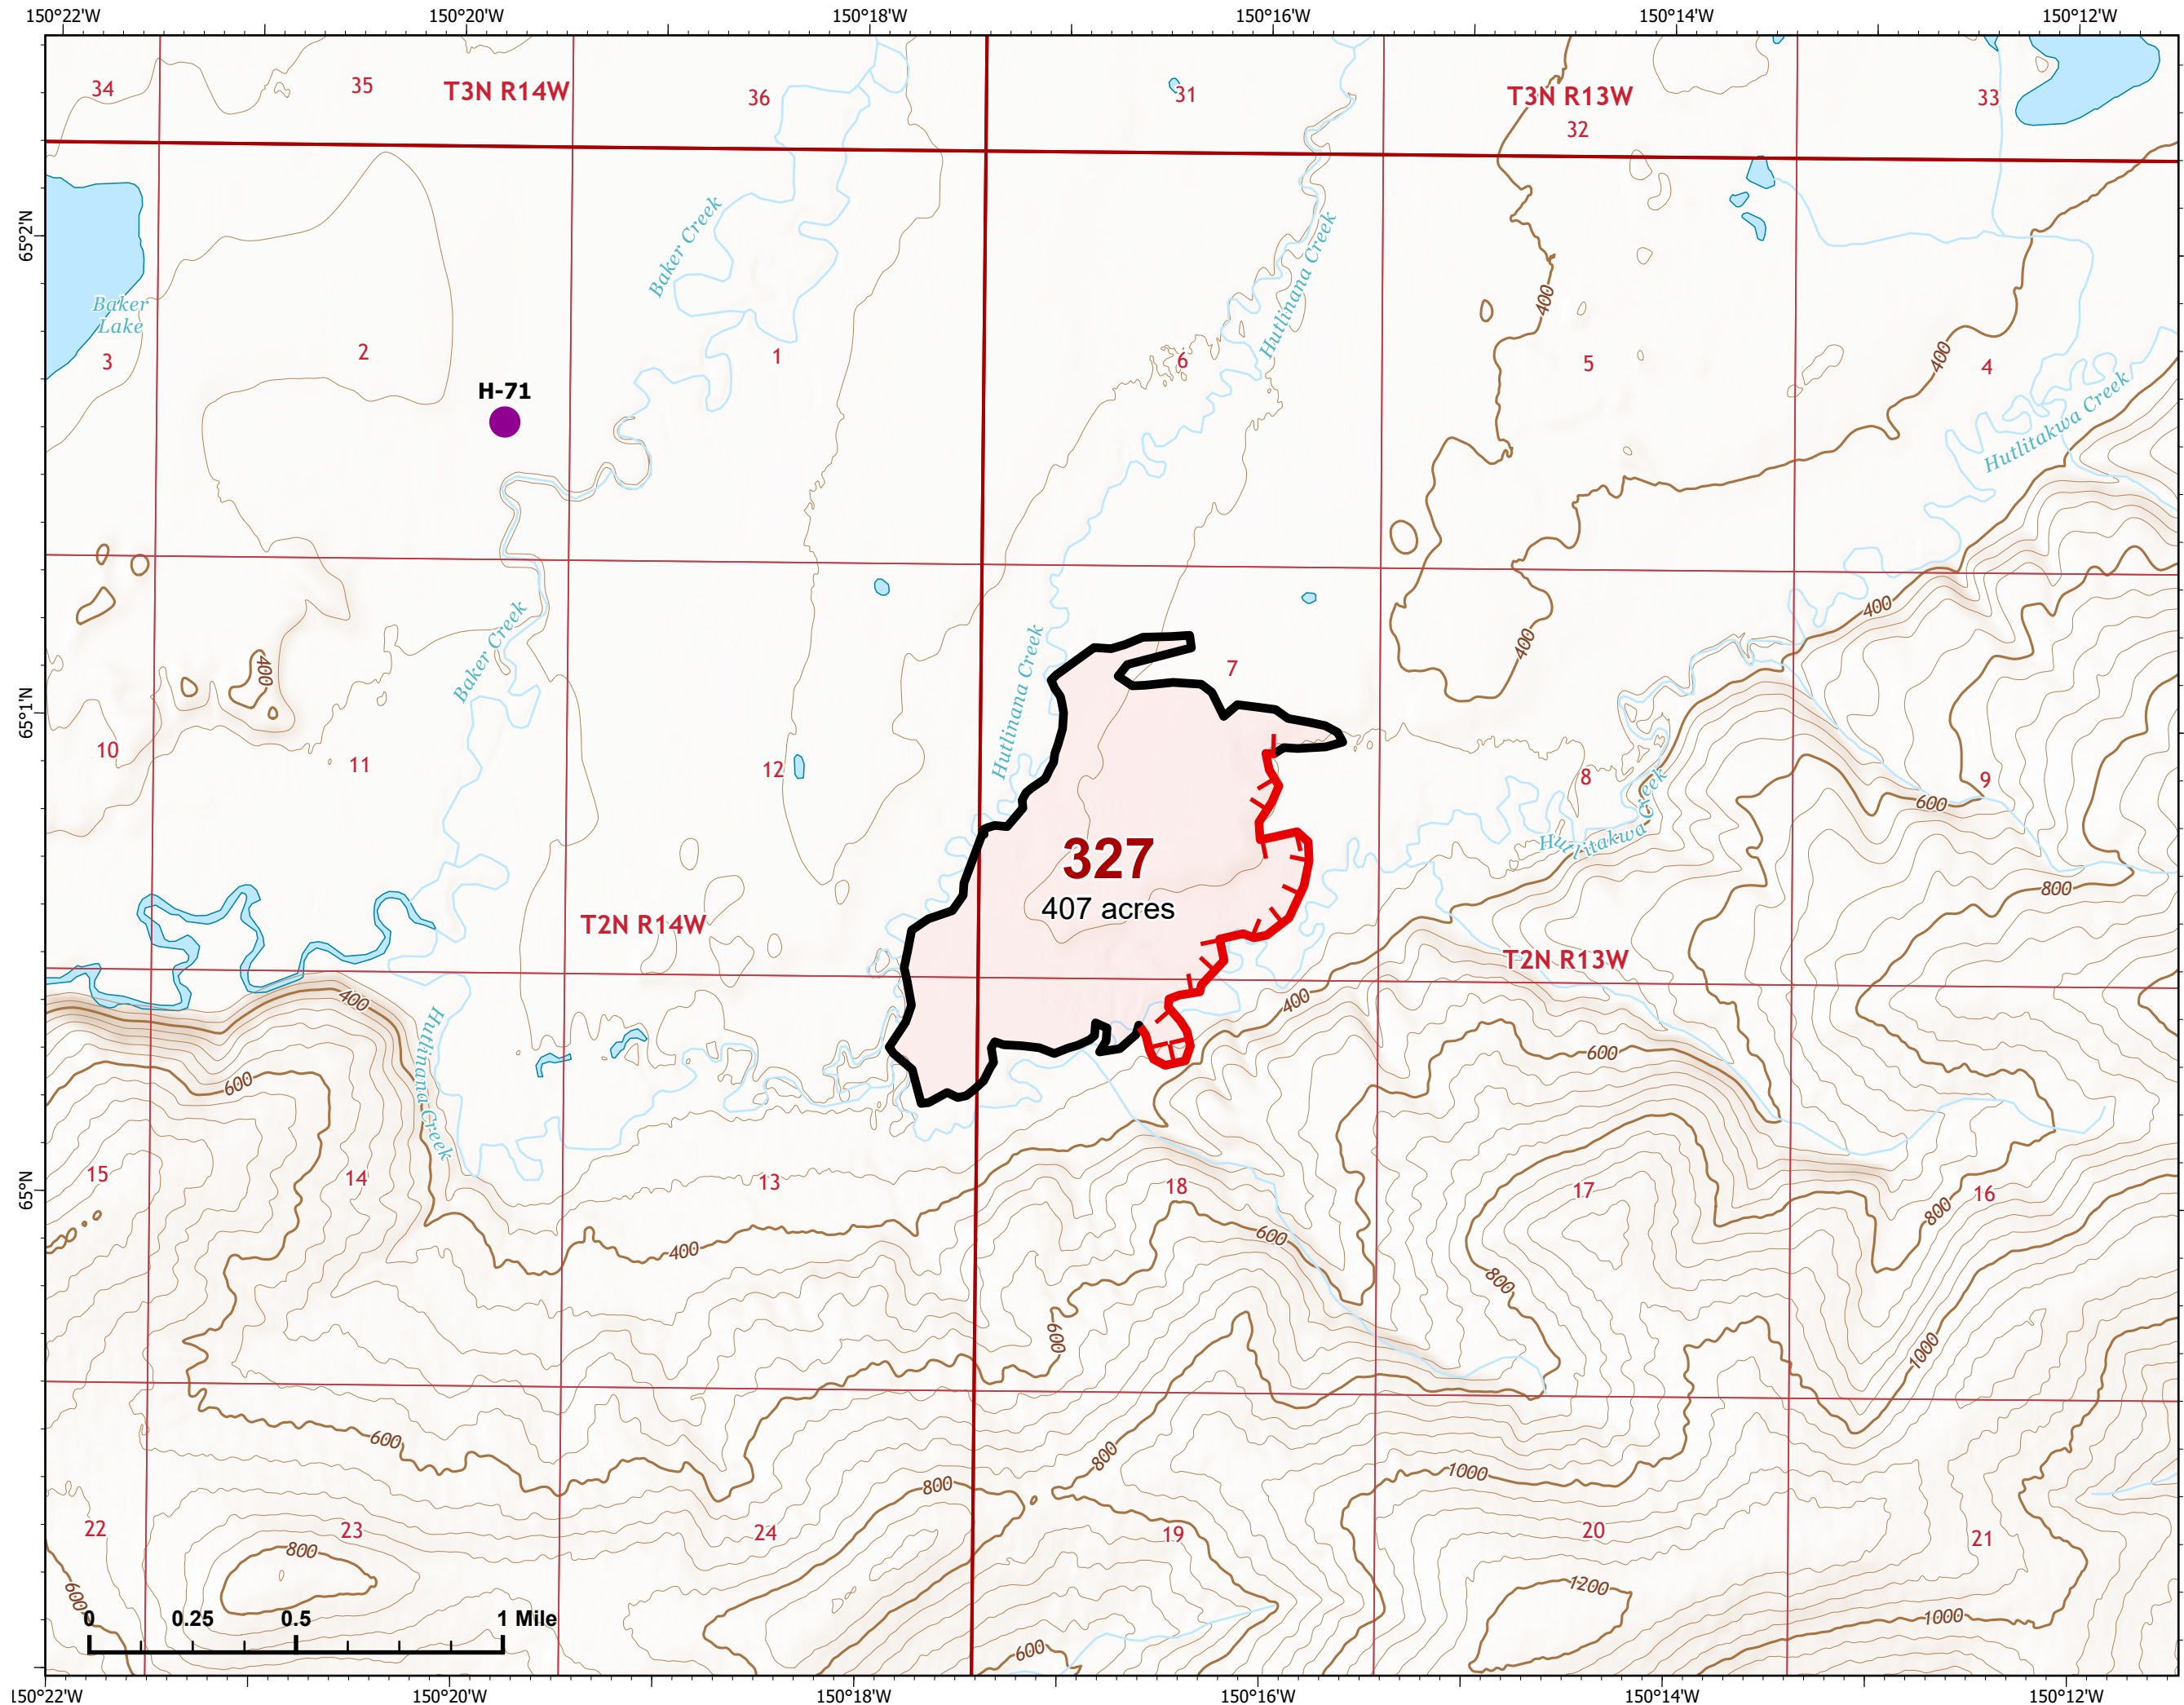 150°22'W
150°20'W
150°18'W
150°16'W
150°14'W
150°12'W
34
35
T3N R14W
36
31
T3N R13W
32
33
65°2'N
Baker Creek
Hutlinana Creek
Baker
Lake
3
2
1
6
400
5
400
4
H-71
Hutlitakwa Creek
400
Baker Creek
Hutlinana Creek
400
400
7
65°1'N
10
11
12
8
9
600
Hutlitakwa Creek
327
407 acres
800
T2N R14W
T2N R13W
400
400
Hutlinana Creek
600
600
15
14
13
18
17
16
65°N
800
400
600
800
600
1000
600
800
800
1000
22
23
24
19
20
21
800
600
1200
1000
600
0
0.25
0.5
1 Mile
150°22'W
150°20'W
150°18'W
150°16'W
150°14'W
150°12'W